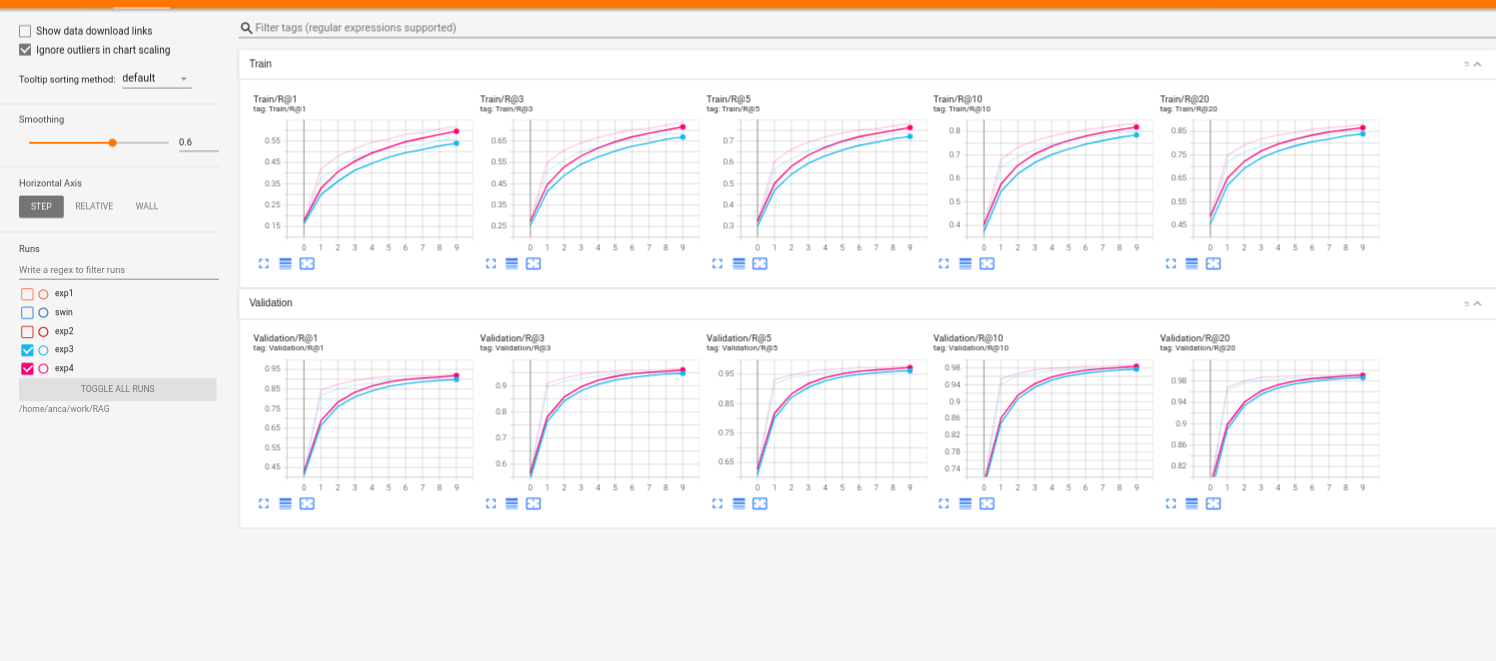 Show data download links
Ignore outliers in chart scaling
Tooltip sorting method: default
Smoothing
0.6
Horizontal Axis
STEP RELATIVE WALL
Runs
Write a regex to filter runs
exp1
swin
exp2
exp3
exp4
TOGGLE ALL RUNS
/home/anca/work/RAG
Filter tags (regular expressions supported)
Train 5
Train/R@1
tag: Train/R@1
0.55
0.45
0.35
0.25
0.15
0 1 2 3 4 5 6 7 8 9
Train/R@3
tag: Train/R@3
0.65
0.55
0.45
0.35
0.25
0 1 2 3 4 5 6 7 8 9
Train/R@5
tag: Train/R@5
0.7
0.6
0.5
0.4
0.3
0 1 2 3 4 5 6 7 8 9
Train/R@10
tag: Train/R@10
0.8
0.7
0.6
0.5
0.4
0 1 2 3 4 5 6 7 8 9
Train/R@20
tag: Train/R@20
0.85
0.75
0.65
0.55
0.45
0 1 2 3 4 5 6 7 8 9
Validation 5
Validation/R@1
tag: Validation/R@1
0.95
0.85
0.75
0.65
0.55
0.45
0 1 2 3 4 5 6 7 8 9
Validation/R@3
tag: Validation/R@3
0.9
0.8
0.7
0.6
0 1 2 3 4 5 6 7 8 9
Validation/R@5
tag: Validation/R@5
0.95
0.85
0.75
0.65
0 1 2 3 4 5 6 7 8 9
Validation/R@10
tag: Validation/R@10
0.98
0.94
0.9
0.86
0.82
0.78
0.74
0 1 2 3 4 5 6 7 8 9
Validation/R@20
tag: Validation/R@20
0.98
0.94
0.9
0.86
0.82
0 1 2 3 4 5 6 7 8 9